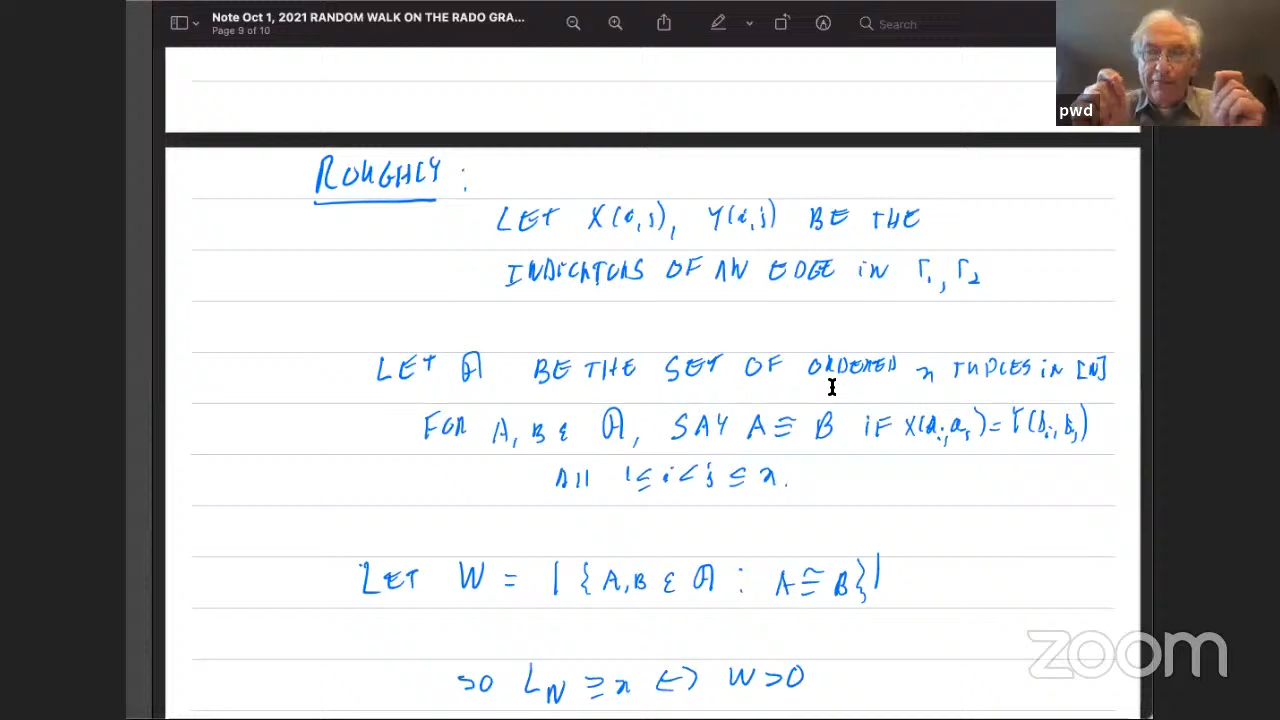 Note Oct 1, 2021 RANDOM WALK ON THE RADO GRA...
Page 9 of 10
Search
pwd
ROUGHLY :
LET X(i,j), Y(i,j) BE THE
INDICATORS OF AN EDGE in Γ₁, Γ₂
LET 𝔸 BE THE SET OF ORDERED n TUPLES in [N]
FOR A, B ε 𝔸, SAY A ≅ B iF X(aᵢ,aⱼ) = Y(bᵢ,bⱼ)
All 1 ≤ i < j ≤ n.
LET W = | { A,B ε 𝔸 : A ≅ B } |
zoom
SO L_N ≥ n ↔ W > 0